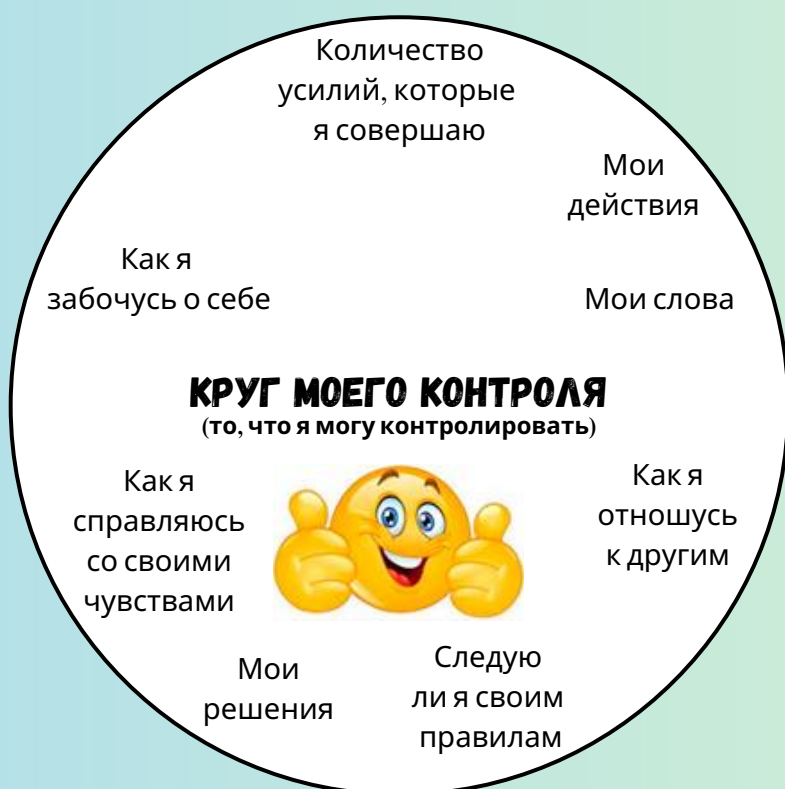 Количество
усилий, которые
я совершаю
Мои
действия
Как я
забочусь о себе
Мои слова
КРУГ МОЕГО КОНТРОЛЯ
(то, что я могу контролировать)
Как я
справляюсь
со своими
чувствами
Как я
отношусь
к другим
Мои
решения
Следую
ли я своим
правилам